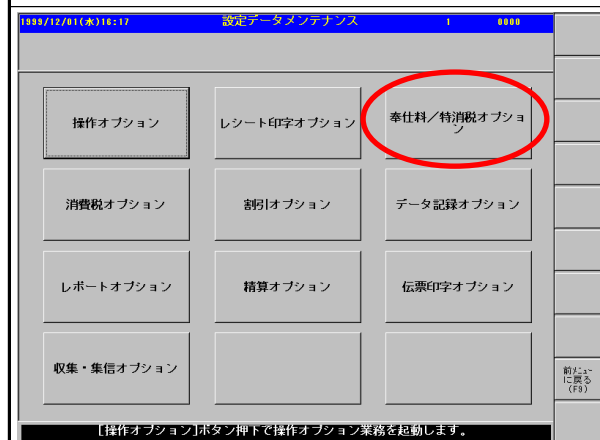 1999/12/01(水)16:17 設定データメンテナンス 1 0000
操作オプション
レシート印字オプション
奉仕料／特消税オプショ
ン
消費税オプション
割引オプション
データ記録オプション
レポートオプション
精算オプション
伝票印字オプション
収集・集信オプション
前ﾒﾆｭｰ
に戻る
(F9)
[操作オプション]ボタン押下で操作オプション業務を起動します。